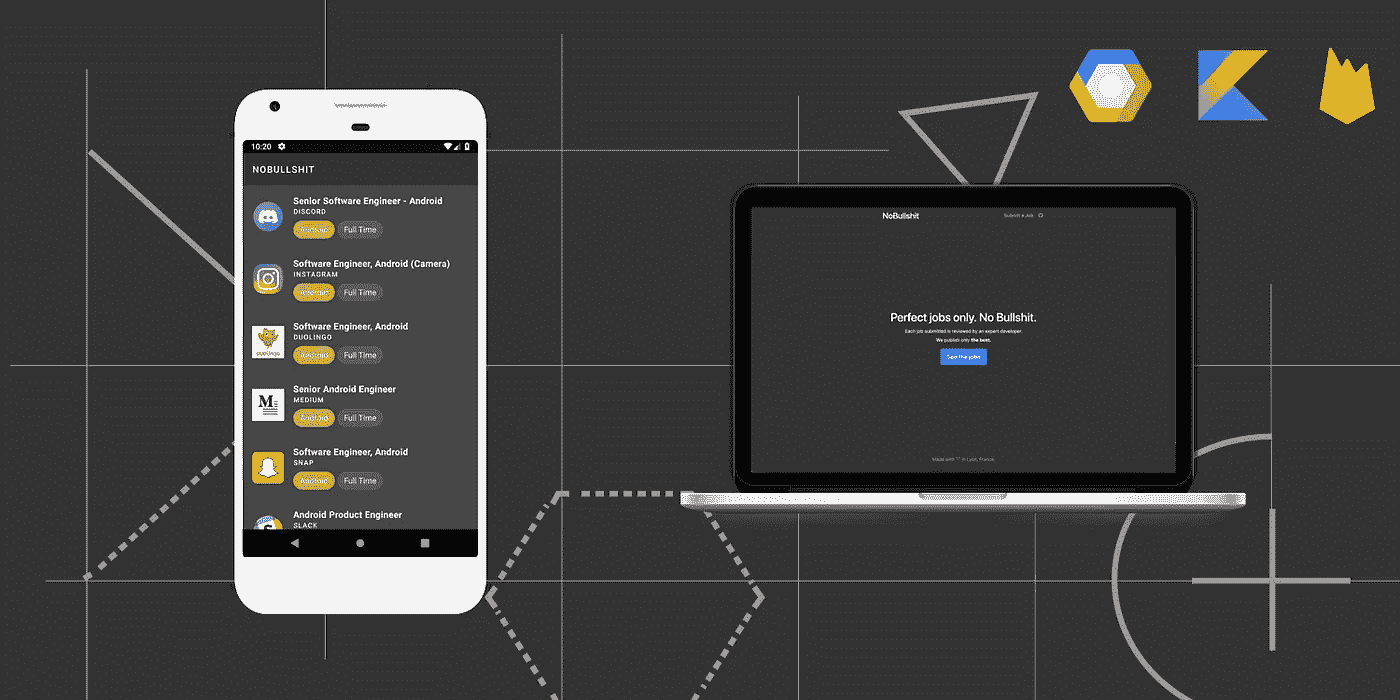 10:20
NOBULLSHIT
Senior Software Engineer - Android
DISCORD
Android Full Time
Software Engineer, Android (Camera)
INSTAGRAM
Android Full Time
Software Engineer, Android
DUOLINGO
duolingo
Android Full Time
Senior Android Engineer
MEDIUM
M
Android Full Time
Software Engineer, Android
SNAP
Android Full Time
Android Product Engineer
SLACK
NoBullshit
Submit a Job
Perfect jobs only. No Bullshit.
Each job submitted is reviewed by an expert developer.
We publish only the best.
See the jobs
Made with in Lyon, France